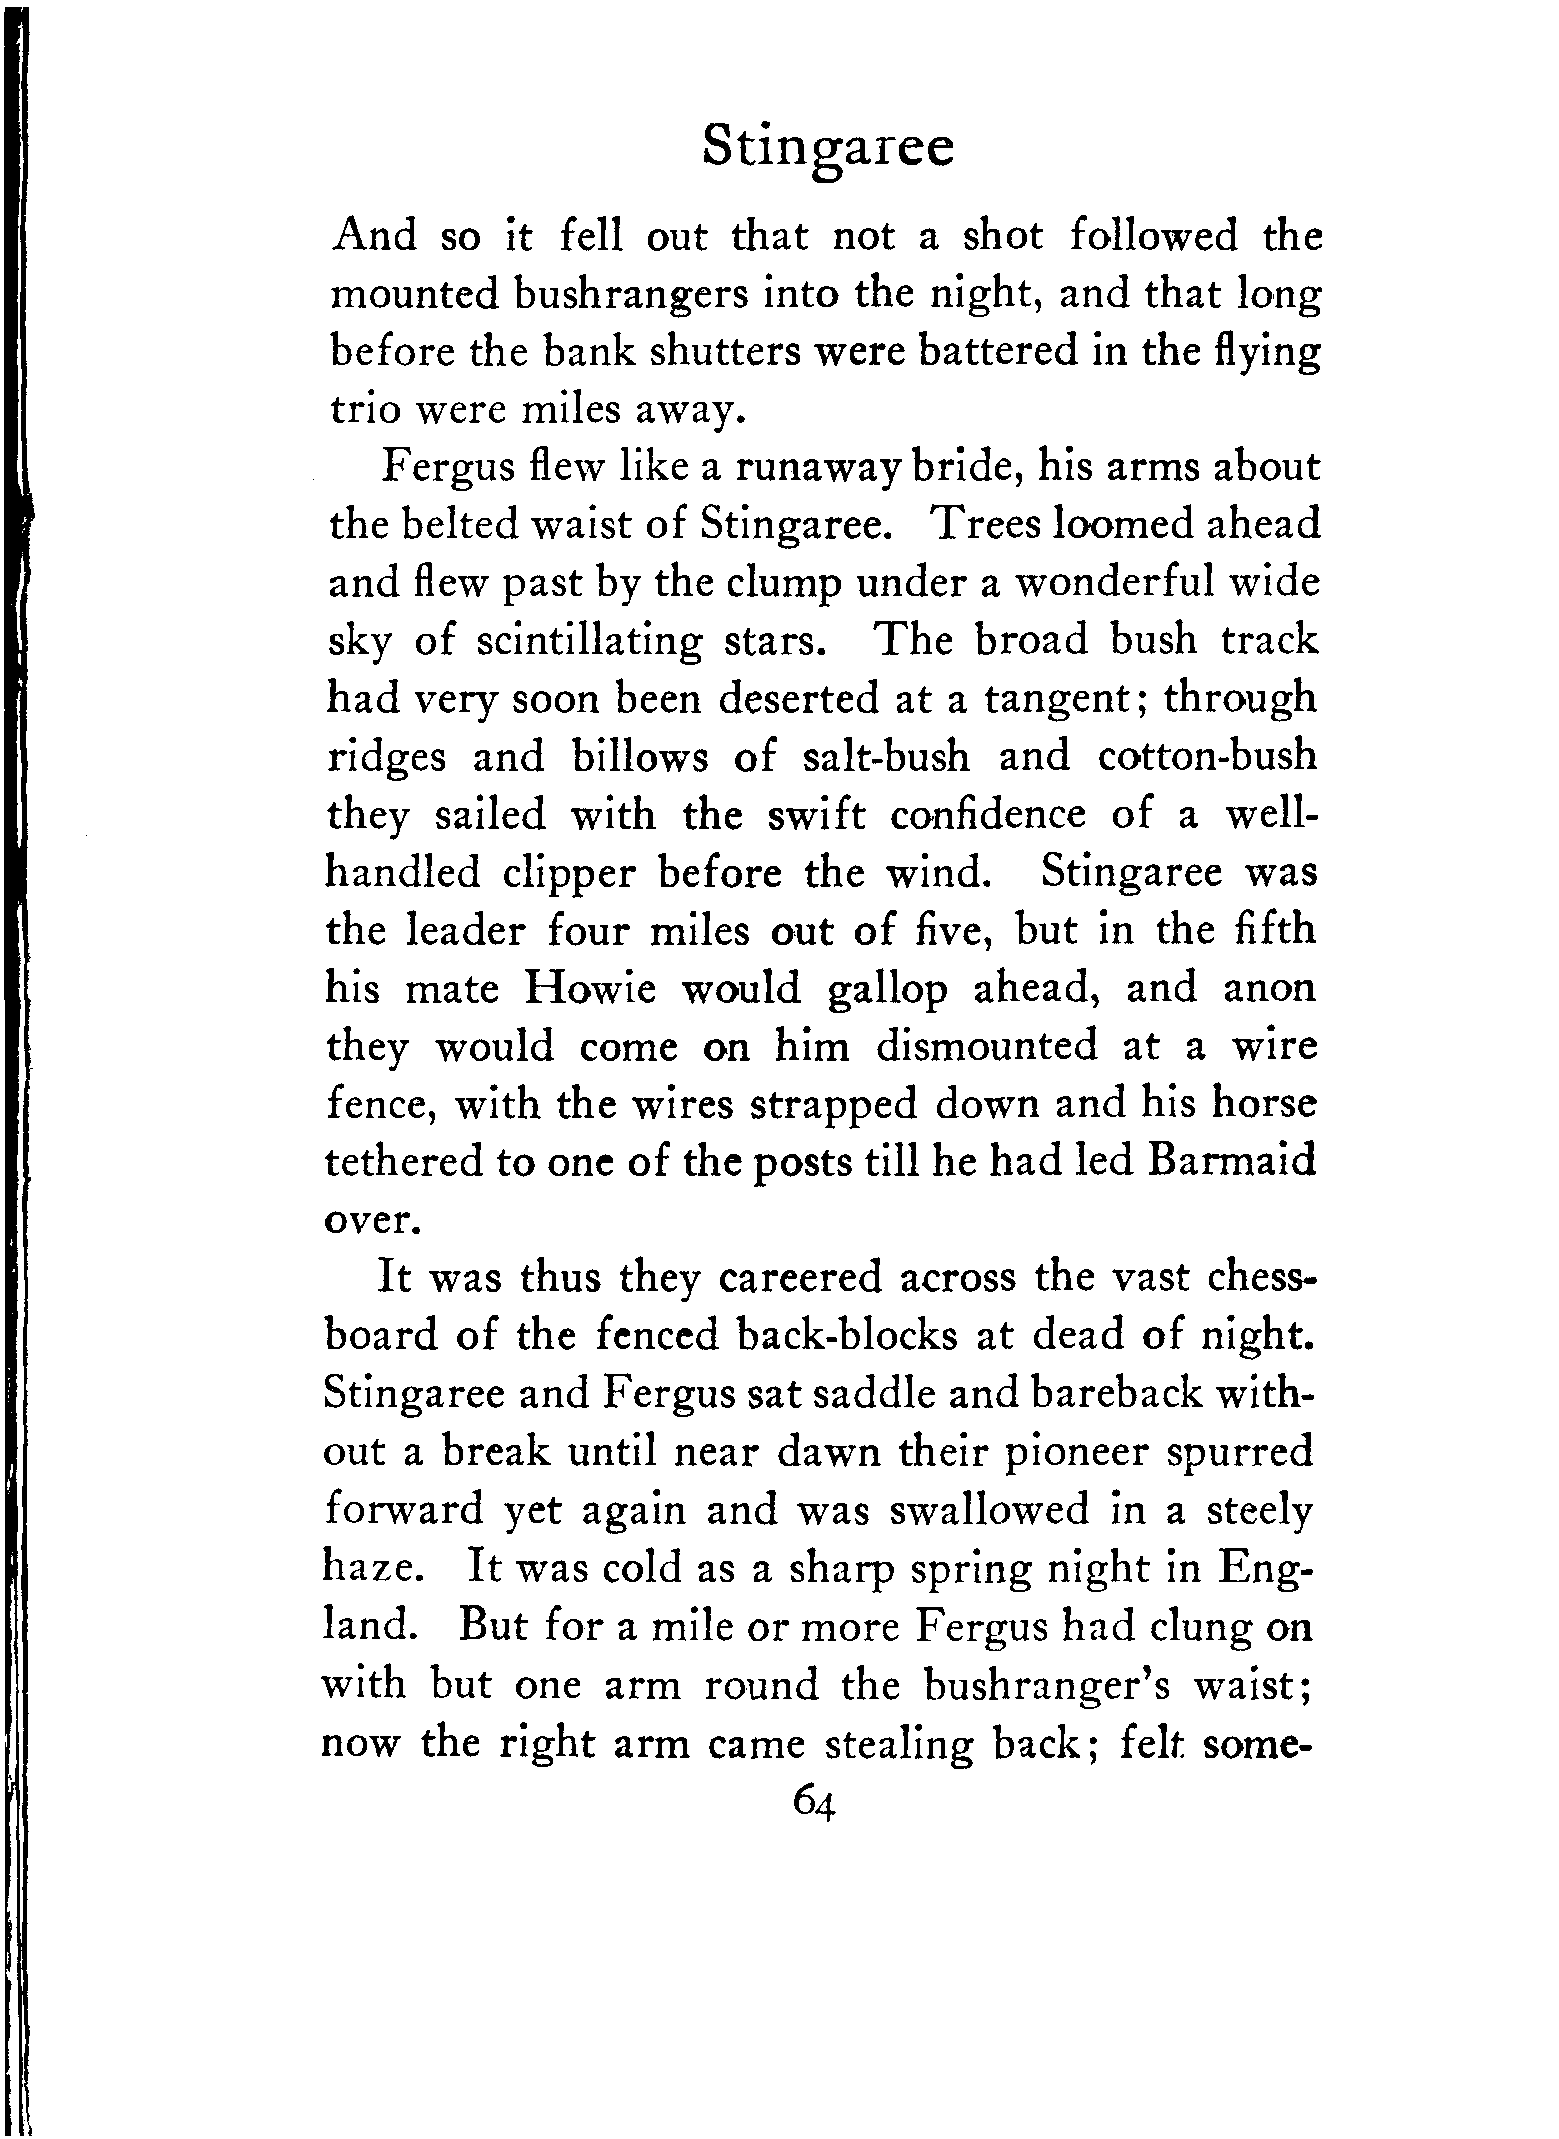 Stingaree
And so it fell out that not a shot followed the
mounted bushrangers into the night, and that long
before the bank shutters were battered in the flying
trio were miles away.
Fergus flew like a runaway bride, his arms about
the belted waist of Stingaree. Trees loomed ahead
and flew past by the clump under a wonderful wide
sky of scintillating stars. The broad bush track
had very soon been deserted at a tangent; through
ridges and billows of salt-bush and cotton-bush
they sailed with the swift confidence of a well-
handled clipper before the wind. Stingaree was
the leader four miles out of five, but in the fifth
his mate Howie would gallop ahead, and anon
they would come on him dismounted at a wire
fence, with the wires strapped down and his horse
tethered to one of the posts till he had led Barmaid
over.
It was thus they careered across the vast chess-
board of the fenced back-blocks at dead of night.
Stingaree and Fergus sat saddle and bareback with-
out a break until near dawn their pioneer spurred
forward yet again and was swallowed in a steely
haze. It was cold as a sharp spring night in Eng-
land. But for a mile or more Fergus had clung on
with but one arm round the bushranger's waist;
now the right arm came stealing back; felt some-
64